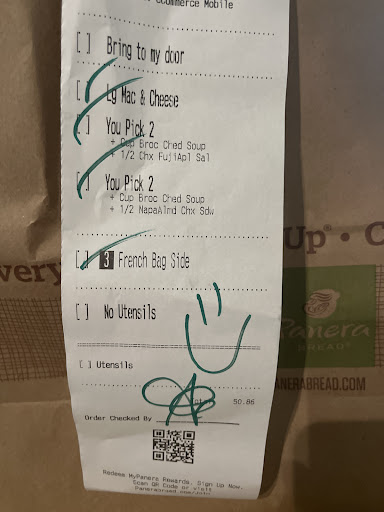 Ecommerce Mobile
[ ] Bring to my door
[ ] Lg Mac & Cheese
[ ] You Pick 2
+ Cup Broc Ched Soup
+ 1/2 Chx FujiApl Sal
[ ] You Pick 2
+ Cup Broc Ched Soup
+ 1/2 NapaAlmd Chx Sdw
[ ] 3 French Bag Side
[ ] No Utensils
[ ] Utensils
50.86
Order Checked By
Redeem MyPanera Rewards. Sign Up Now.
Scan QR Code or visit
very
Up® • C
Panera
BREAD®
PANERABREAD.COM